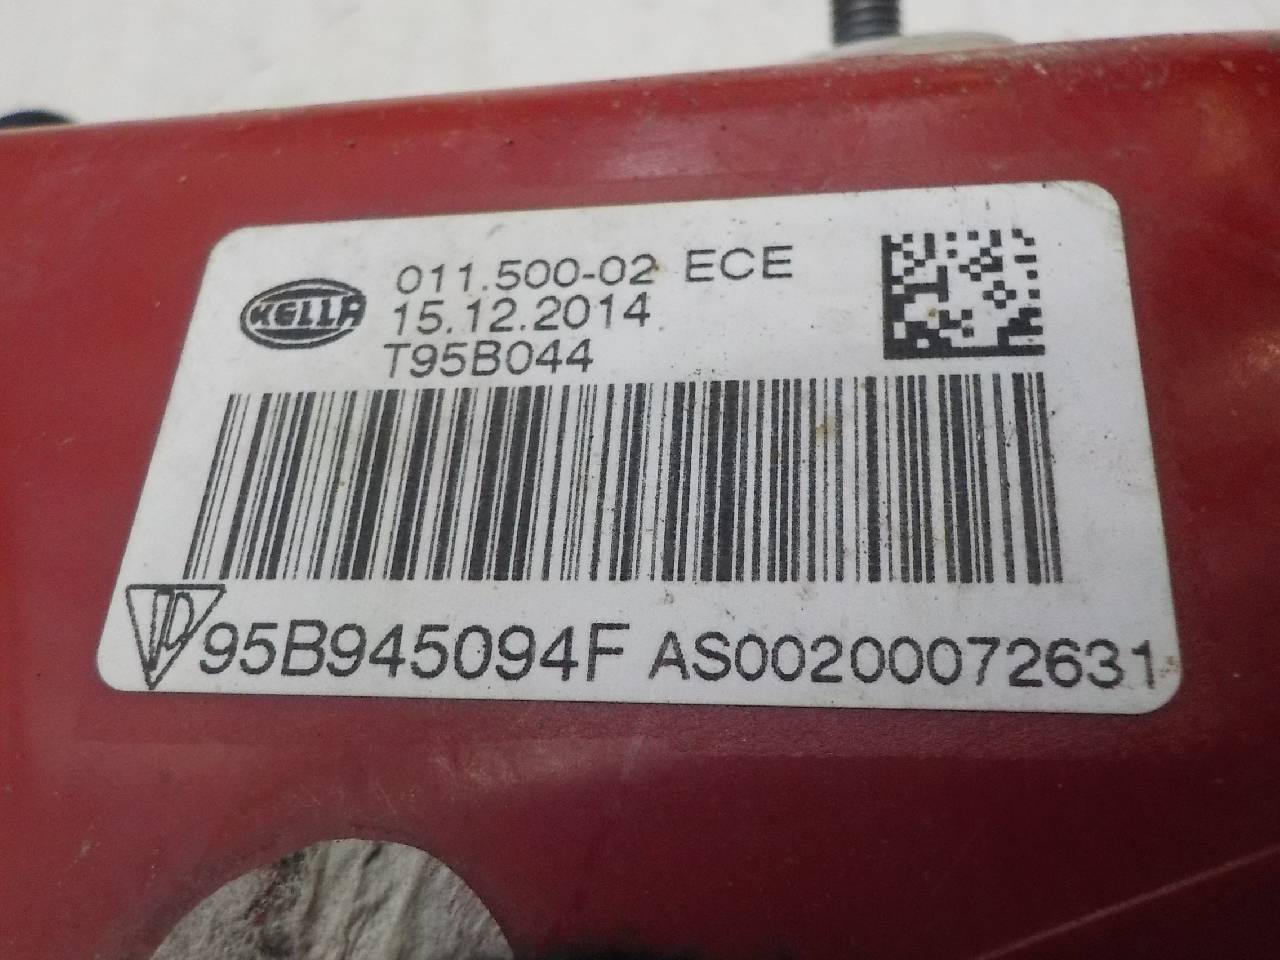 HELLA
011.500-02 ECE
15.12.2014
T95B044
95B945094F AS00200072631